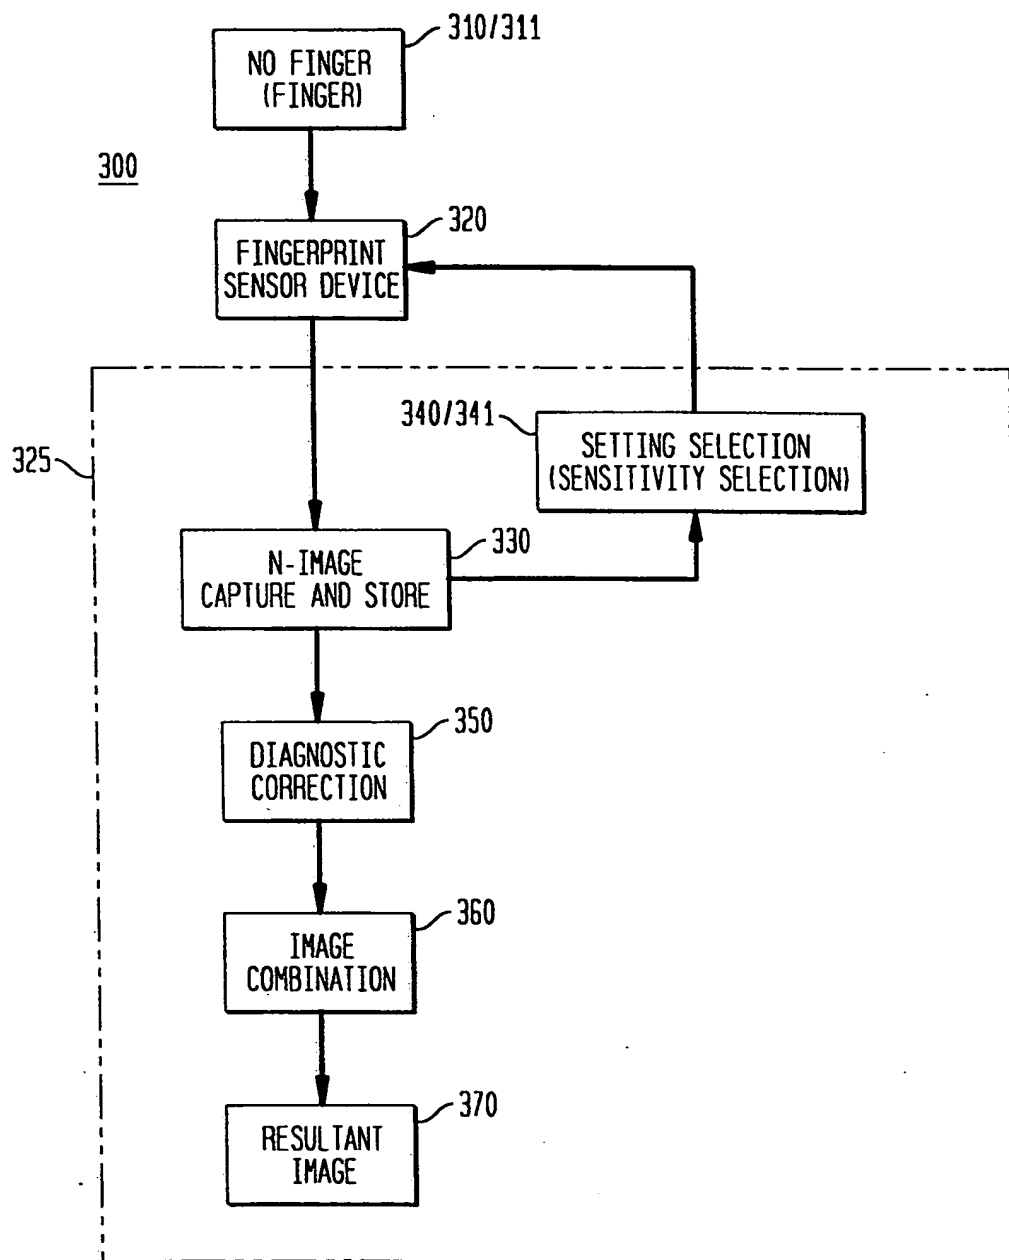 310/311
NO FINGER
(FINGER)
300
320
FINGERPRINT
SENSOR DEVICE
340/341
SETTING SELECTION
(SENSITIVITY SELECTION)
325
330
N-IMAGE
CAPTURE AND STORE
350
DIAGNOSTIC
CORRECTION
360
IMAGE
COMBINATION
370
RESULTANT
IMAGE